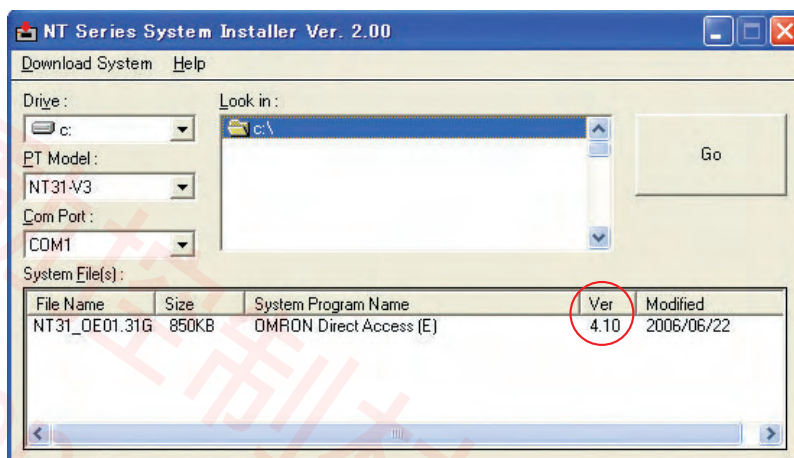 NT Series System Installer Ver. 2.00
Download System Help
Drive :
Look in :
c:
c:\
Go
PT Model :
NT31-V3
Com Port :
COM1
System File(s) :
File Name Size System Program Name Ver Modified
NT31_OE01.31G 850KB OMRON Direct Access (E) 4.10 2006/06/22